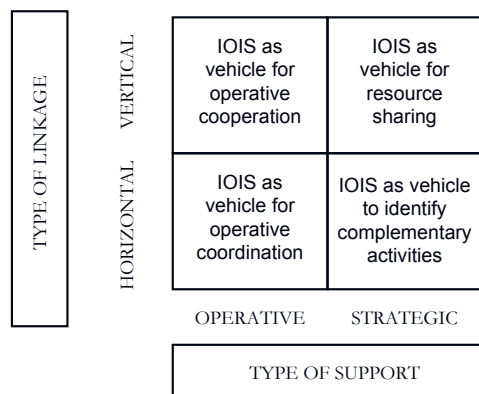 TYPE OF LINKAGE
VERTICAL
IOIS as
vehicle for
operative
cooperation
IOIS as
vehicle for
resource
sharing
HORIZONTAL
IOIS as
vehicle for
operative
coordination
IOIS as vehicle
to identify
complementary
activities
OPERATIVE
STRATEGIC
TYPE OF SUPPORT